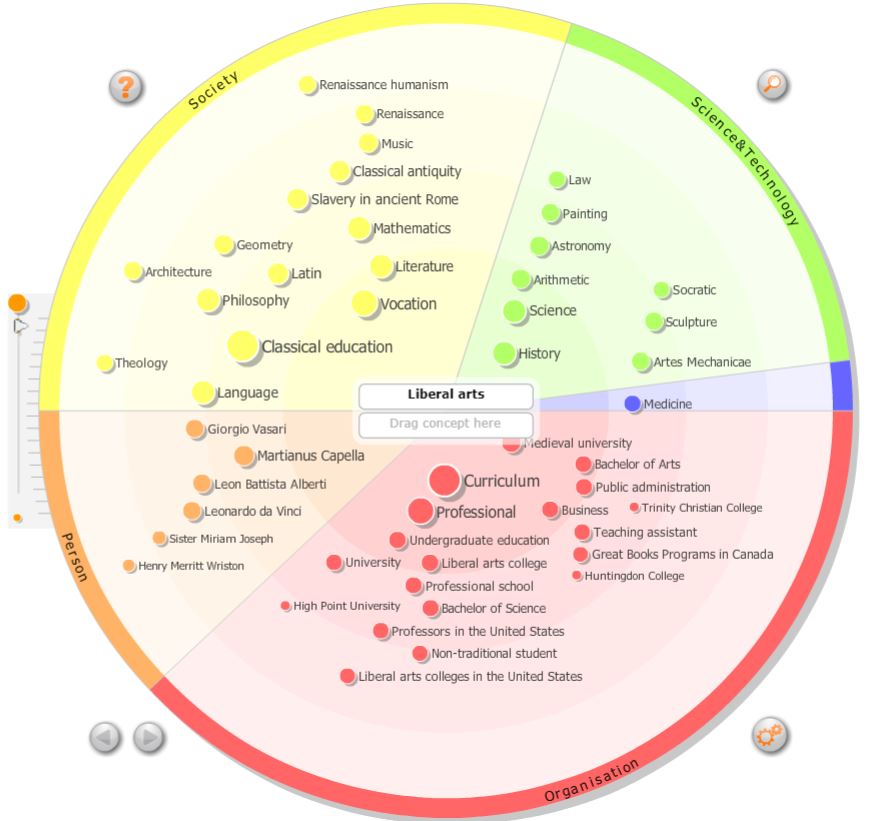 Society
Science&Technology
?
Renaissance humanism
Renaissance
Music
Classical antiquity
Slavery in ancient Rome
Mathematics
Geometry
Literature
Architecture
Latin
Philosophy
Vocation
Classical education
Theology
Language
Law
Painting
Astronomy
Arithmetic
Socratic
Science
Sculpture
History
Artes Mechanicae
Liberal arts
Drag concept here
Medicine
Giorgio Vasari
Martianus Capella
Leon Battista Alberti
Leonardo da Vinci
Sister Miriam Joseph
Henry Merritt Wriston
Person
Medieval university
Bachelor of Arts
Curriculum
Public administration
Professional
Business
Trinity Christian College
Teaching assistant
Undergraduate education
Great Books Programs in Canada
University
Liberal arts college
Huntingdon College
Professional school
High Point University
Bachelor of Science
Professors in the United States
Non-traditional student
Liberal arts colleges in the United States
Organisation